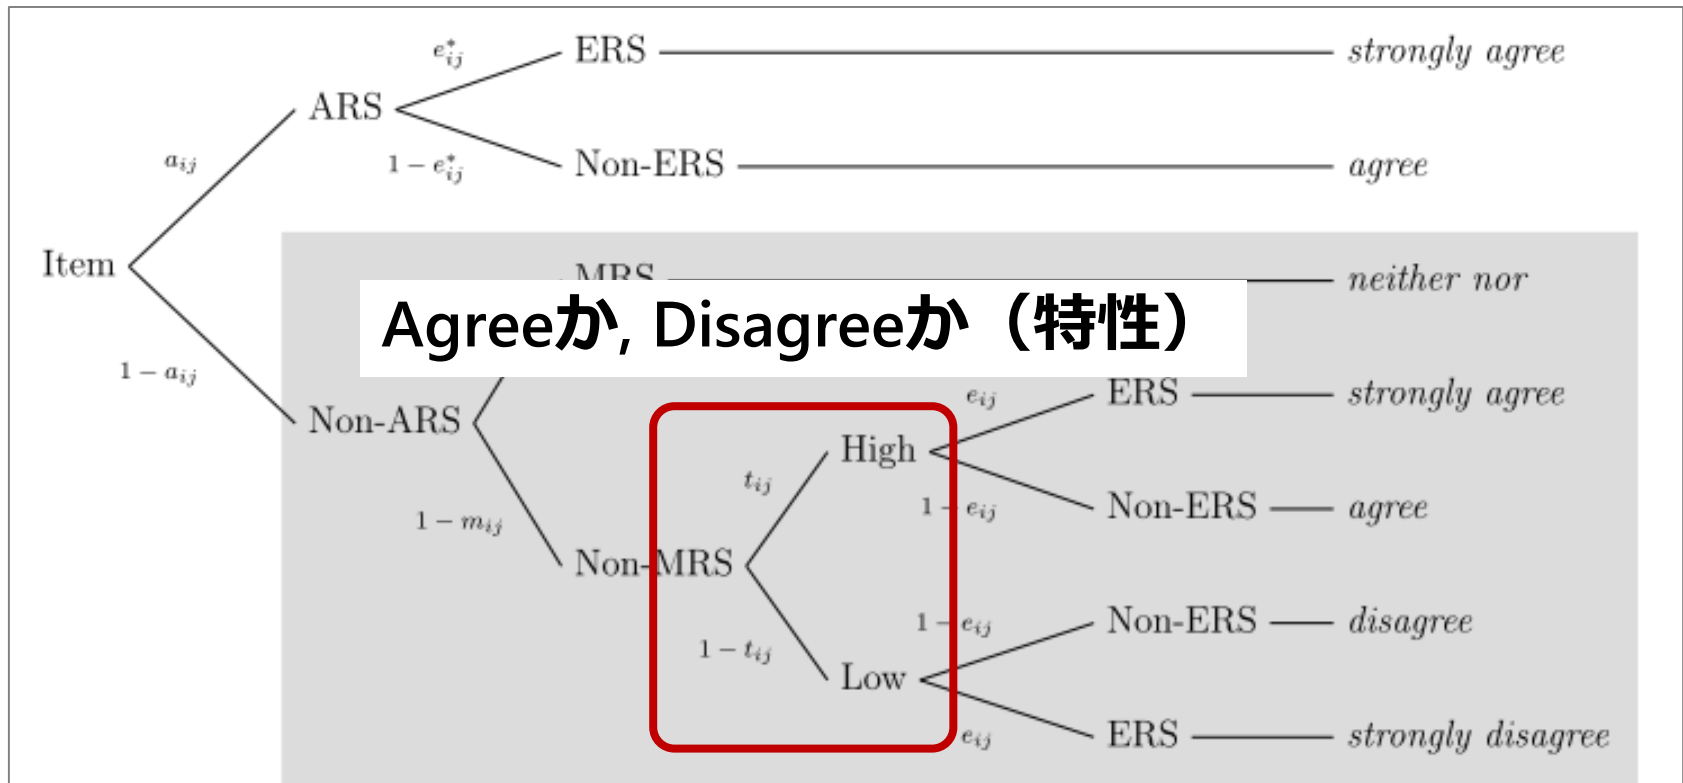 e*ij
ERS
strongly agree
ARS
aij
1 − e*ij
Non-ERS
agree
Item
MRS
neither nor
Agreeか, Disagreeか（特性）
1 − aij
Non-ARS
eij
ERS
strongly agree
High
tij
1 − eij
Non-ERS
agree
1 − mij
Non-MRS
1 − eij
Non-ERS
disagree
1 − tij
Low
eij
ERS
strongly disagree